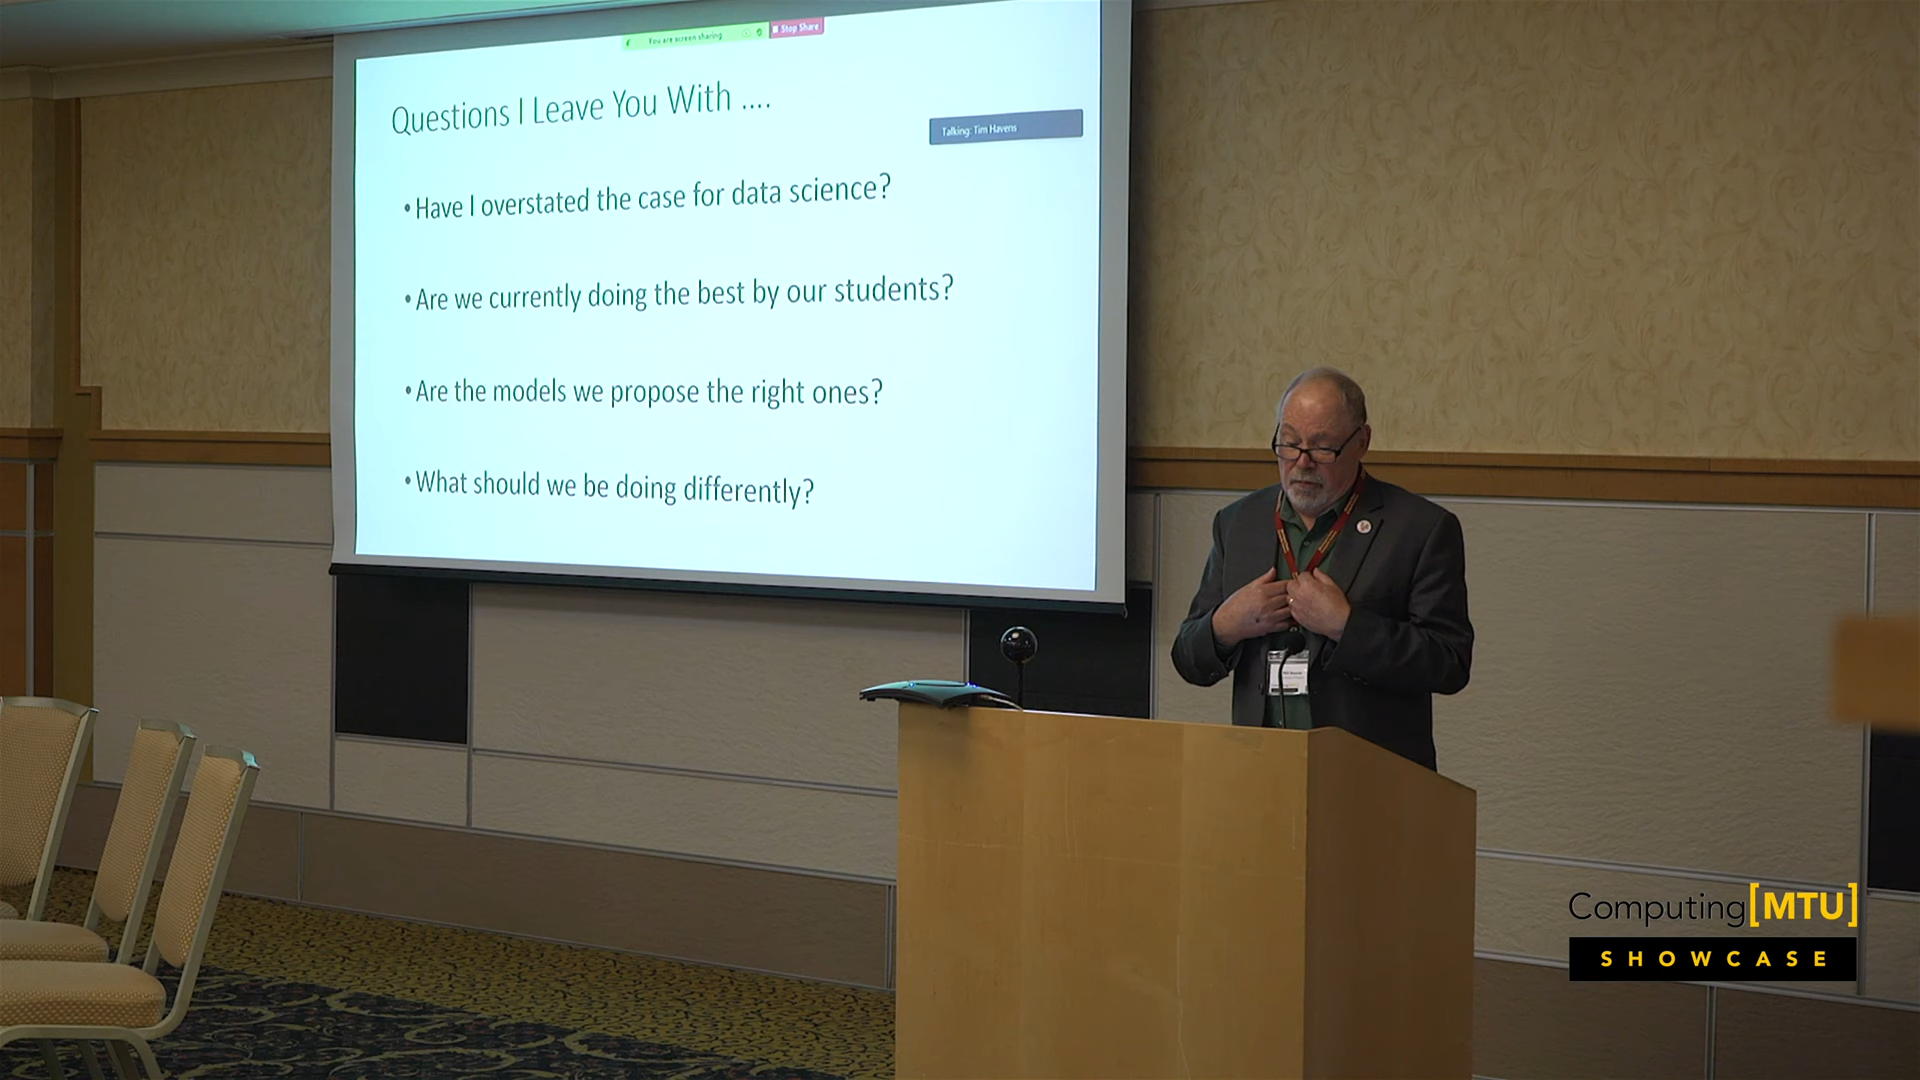 You are screen sharing
Stop Share
Questions I Leave You With ....
Talking: Tim Havens
• Have I overstated the case for data science?
• Are we currently doing the best by our students?
• Are the models we propose the right ones?
• What should we be doing differently?
Computing[MTU]
SHOWCASE